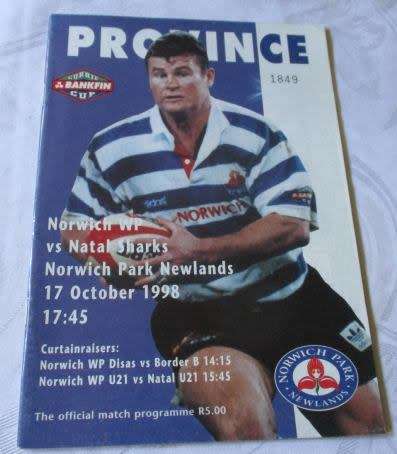 PROVINCE
1849
CURRIE
BANKFIN
CUP
NORWICH
Norwich WP
vs Natal Sharks
Norwich Park Newlands
17 October 1998
17:45
Curtainraisers:
Norwich WP Disas vs Border B 14:15
Norwich WP U21 vs Natal U21 15:45
The official match programme R5.00
NORWICH PARK
NEWLANDS